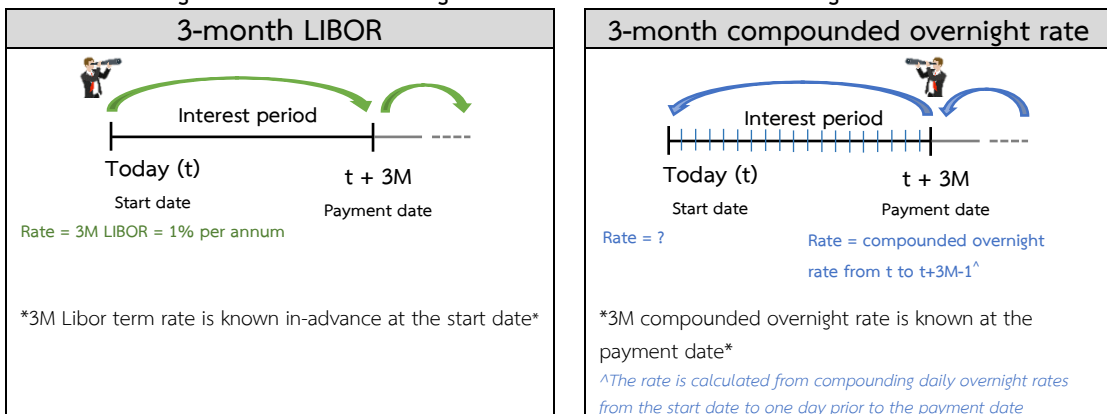 3-month LIBOR
Interest period
Today (t)
t + 3M
Start date
Payment date
Rate = 3M LIBOR = 1% per annum
*3M Libor term rate is known in-advance at the start date*
3-month compounded overnight rate
Interest period
Today (t)
t + 3M
Start date
Payment date
Rate = ?
Rate = compounded overnight
rate from t to t+3M-1^
*3M compounded overnight rate is known at the
payment date*
^The rate is calculated from compounding daily overnight rates
from the start date to one day prior to the payment date